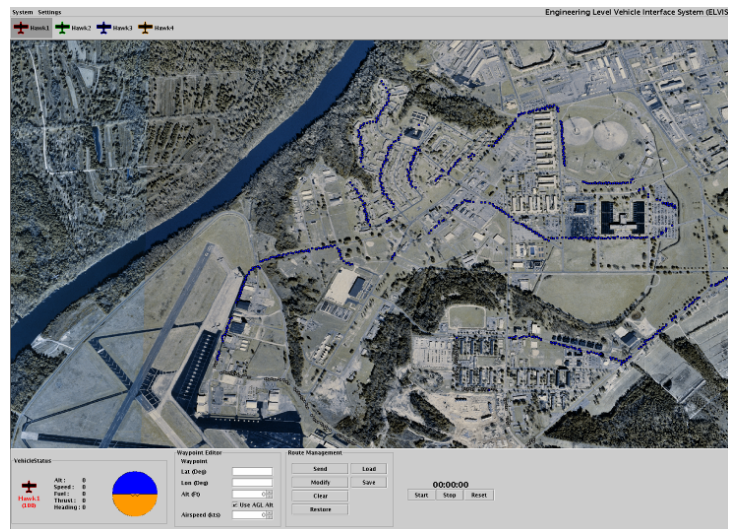 System Settings
Engineering Level Vehicle Interface System (ELVIS
Hawk1 Hawk2 Hawk3 Hawk4
VehicleStatus
Hawk1
(100)
Alt : 0
Speed : 0
Fuel : 0
Thrust : 0
Heading : 0
Waypoint Editor
Waypoint
Lat (Deg)
Lon (Deg)
Alt (Ft) 0
Use AGL Alt
Airspeed (kts) 0
Route Management
Send Load
Modify Save
Clear
Restore
00:00:00
Start Stop Reset